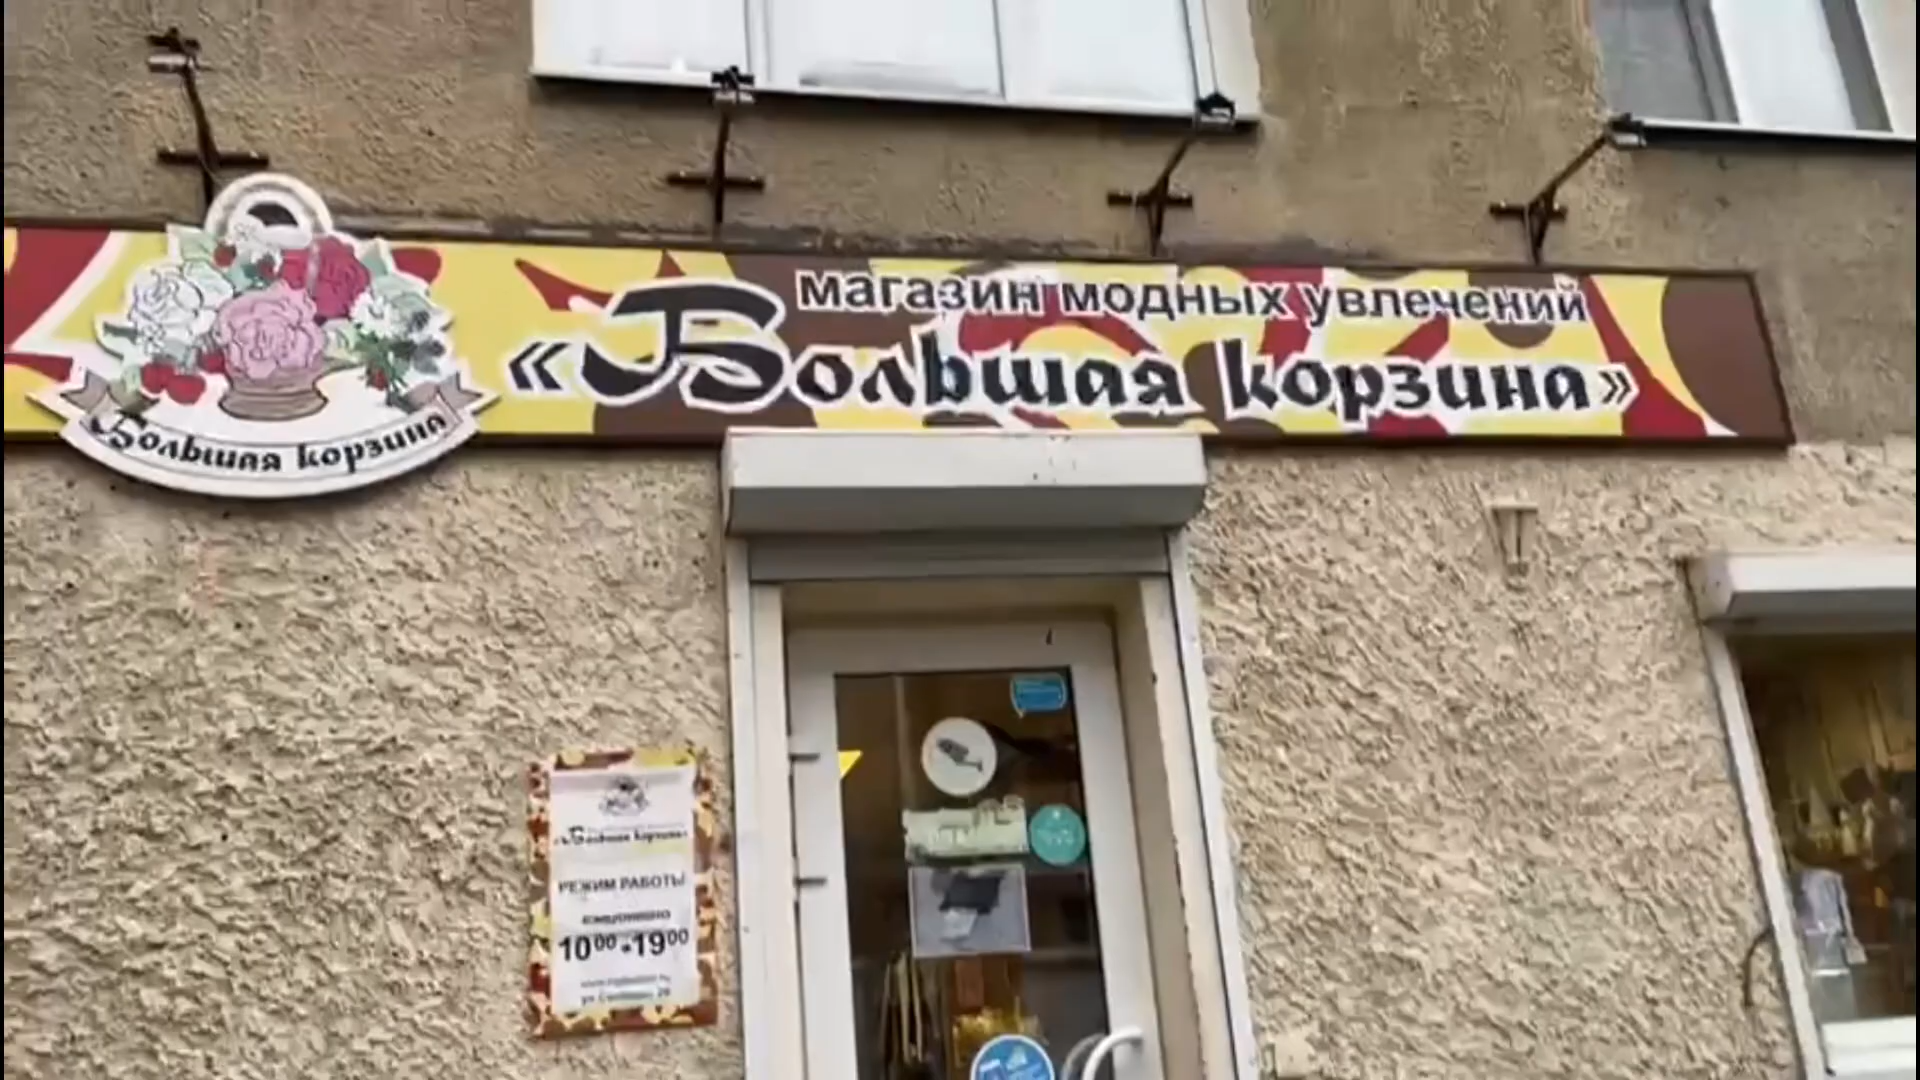 магазин модных увлечений
«Большая корзина»
Большая корзина
«Большая корзина»
РЕЖИМ РАБОТЫ
ежедневно
10⁰⁰-19⁰⁰